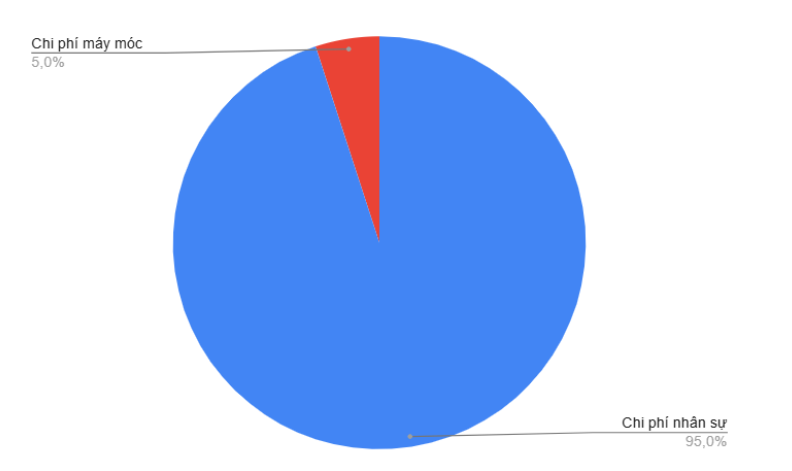 Chi phí máy móc
5,0%
Chi phí nhân sự
95,0%